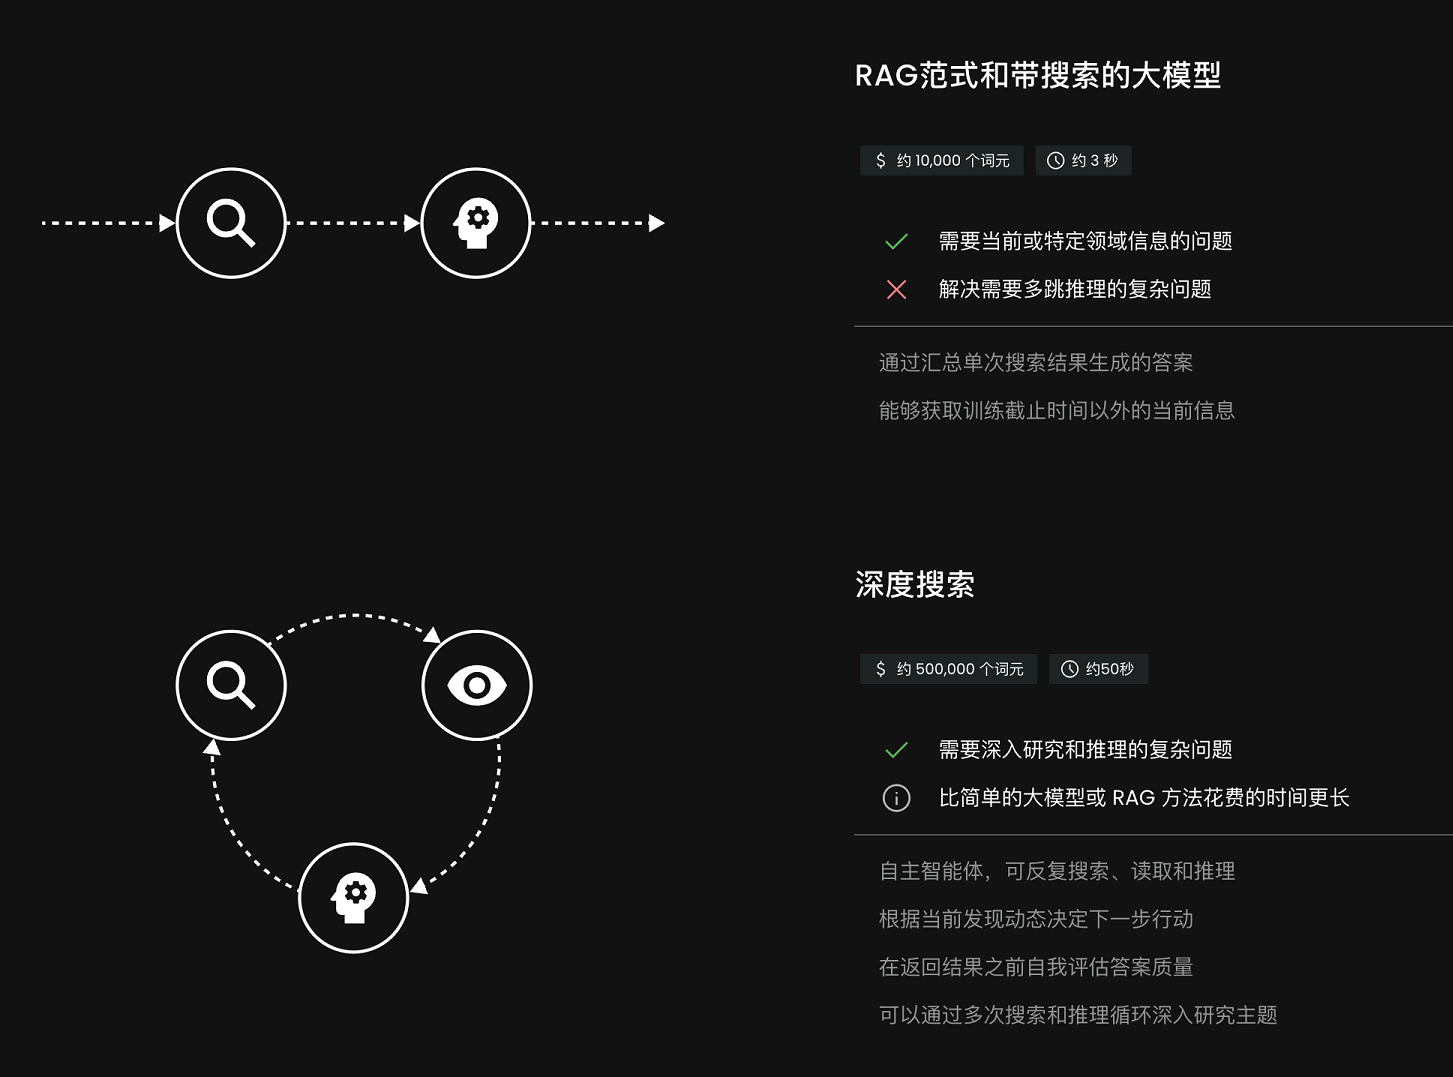 RAG范式和带搜索的大模型
$ 约 10,000 个词元 约 3 秒
需要当前或特定领域信息的问题
解决需要多跳推理的复杂问题
通过汇总单次搜索结果生成的答案
能够获取训练截止时间以外的当前信息
深度搜索
$ 约 500,000 个词元 约50秒
需要深入研究和推理的复杂问题
比简单的大模型或 RAG 方法花费的时间更长
自主智能体，可反复搜索、读取和推理
根据当前发现动态决定下一步行动
在返回结果之前自我评估答案质量
可以通过多次搜索和推理循环深入研究主题